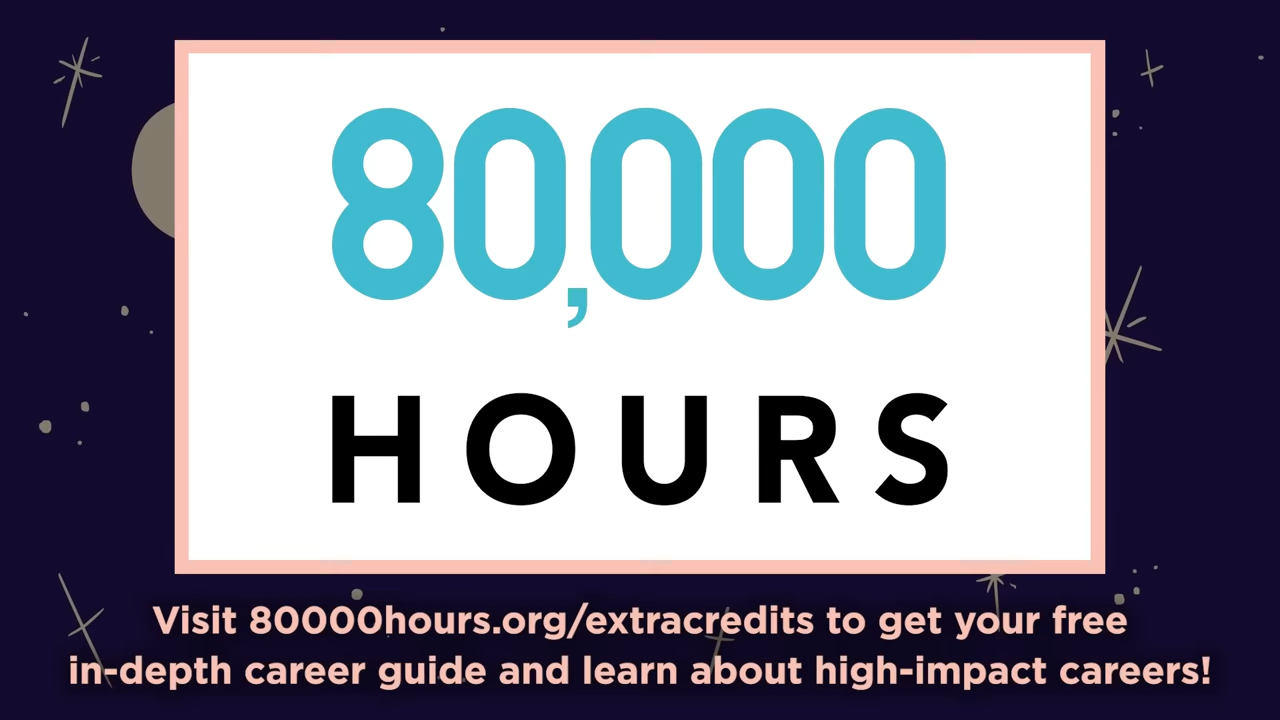 80,000
HOURS
Visit 80000hours.org/extracredits to get your free
in-depth career guide and learn about high-impact careers!